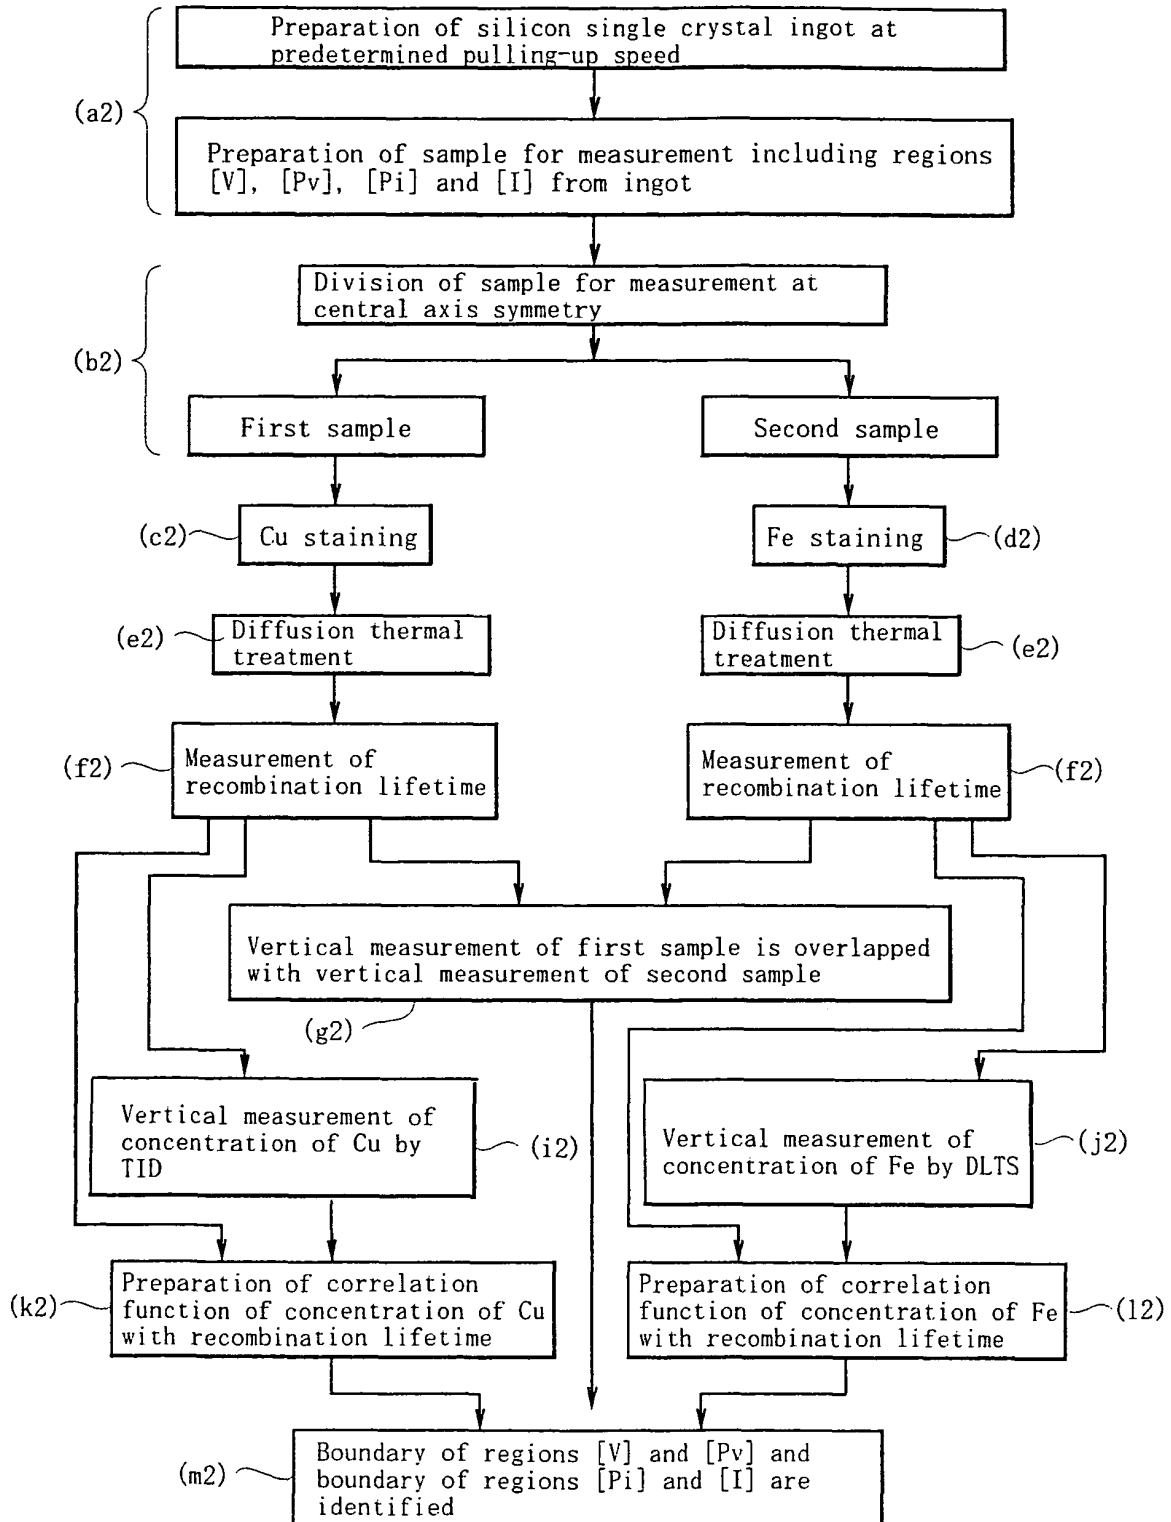 Preparation of silicon single crystal ingot at
predetermined pulling-up speed
(a2)
Preparation of sample for measurement including regions
[V], [Pv], [Pi] and [I] from ingot
Division of sample for measurement at
central axis symmetry
(b2)
First sample
Second sample
(c2)
Cu staining
Fe staining
(d2)
(e2)
Diffusion thermal
treatment
Diffusion thermal
treatment
(e2)
(f2)
Measurement of
recombination lifetime
Measurement of
recombination lifetime
(f2)
Vertical measurement of first sample is overlapped
with vertical measurement of second sample
(g2)
Vertical measurement of
concentration of Cu by
TID
(i2)
Vertical measurement of
concentration of Fe by DLTS
(j2)
(k2)
Preparation of correlation
function of concentration of Cu
with recombination lifetime
Preparation of correlation
function of concentration of Fe
with recombination lifetime
(l2)
(m2)
Boundary of regions [V] and [Pv] and
boundary of regions [Pi] and [I] are
identified